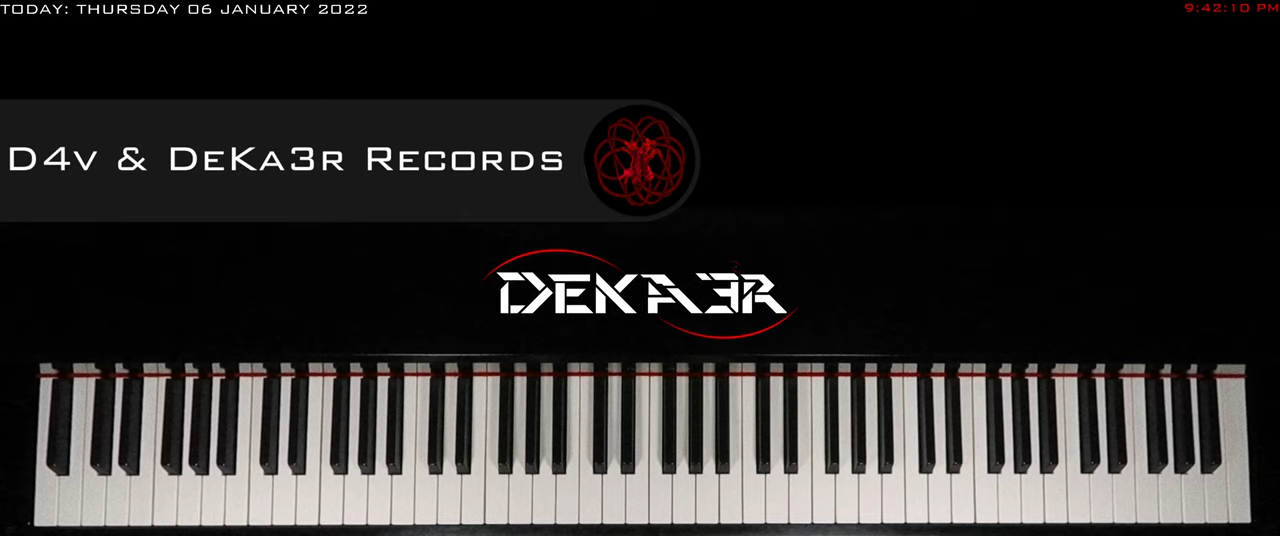 TODAY: THURSDAY 06 JANUARY 2022
9:42:10 PM
D4v & DeKa3r Records
DEKA3R